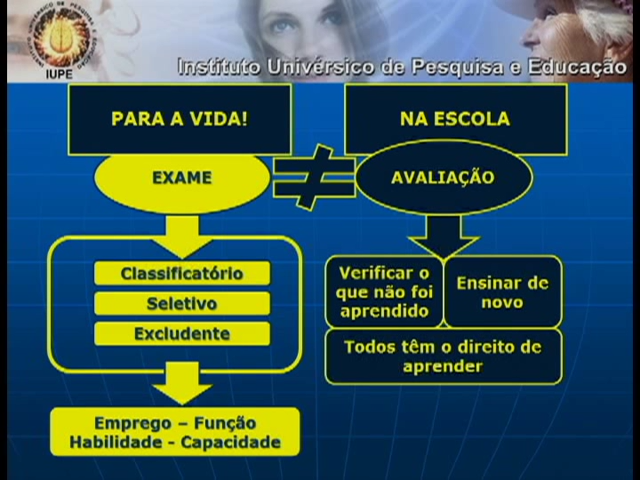 IUPE
Instituto Univérsico de Pesquisa e Educação
PARA A VIDA!
NA ESCOLA
EXAME
≠
AVALIAÇÃO
Classificatório
Seletivo
Excludente
Verificar o
que não foi
aprendido
Ensinar de
novo
Todos têm o direito de
aprender
Emprego – Função
Habilidade - Capacidade